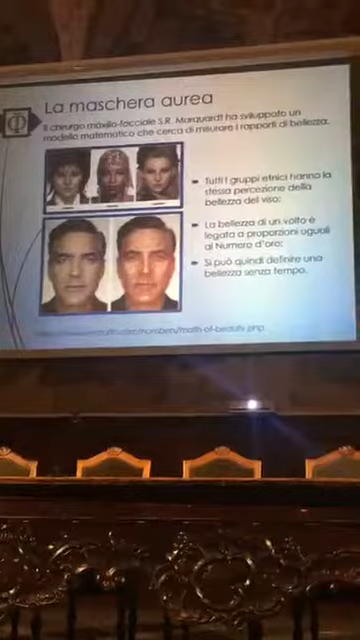 La maschera aurea
Il chirurgo maxillo-facciale S.R. Marquardt ha sviluppato un
modello matematico che cerca di misurare i rapporti di bellezza.
Tutti i gruppi etnici hanno la
stessa percezione della
bellezza del viso;
La bellezza di un volto è
legata a proporzioni uguali
al Numero d'oro;
Si può quindi definire una
bellezza senza tempo.